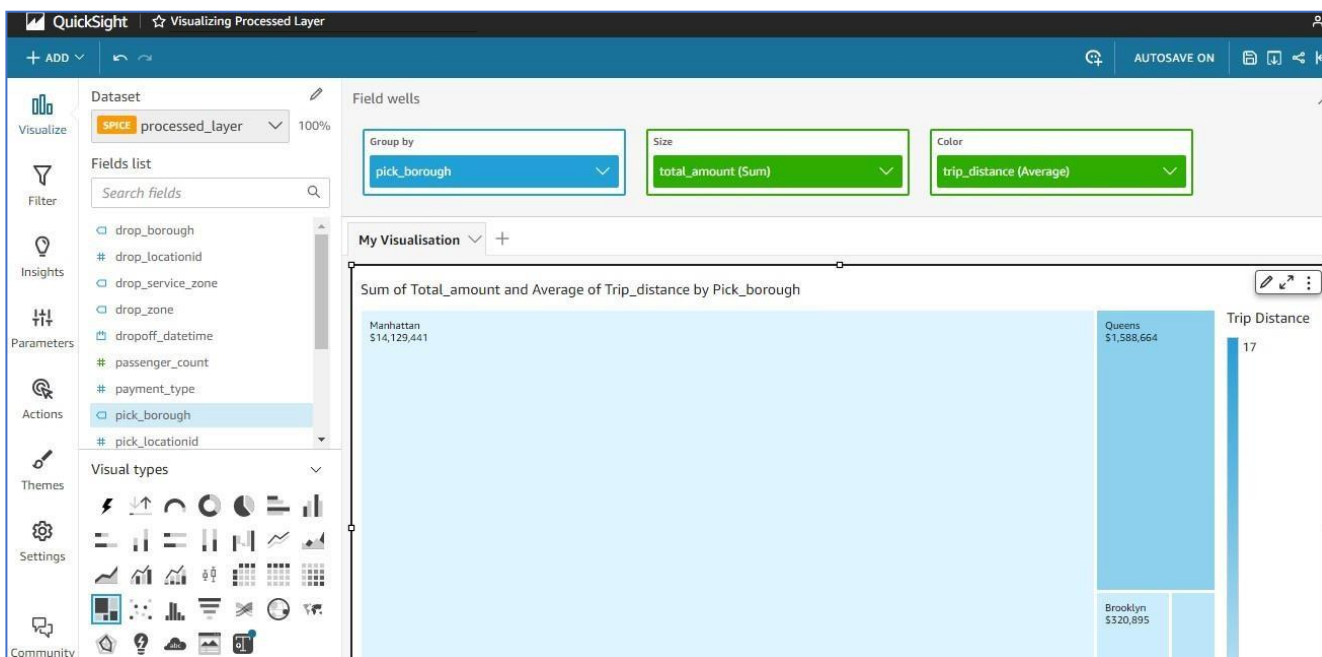 QuickSight
Visualizing Processed Layer
+ ADD
AUTOSAVE ON
Visualize
Filter
Insights
Parameters
Actions
Themes
Settings
Community
Dataset
SPICE processed_layer
100%
Fields list
Search fields
drop_borough
# drop_locationid
drop_service_zone
drop_zone
dropoff_datetime
# passenger_count
# payment_type
pick_borough
# pick_locationid
Visual types
Field wells
Group by
pick_borough
Size
total_amount (Sum)
Color
trip_distance (Average)
My Visualisation
+
Sum of Total_amount and Average of Trip_distance by Pick_borough
Manhattan
$14,129,441
Queens
$1,588,664
Brooklyn
$320,895
Trip Distance
17